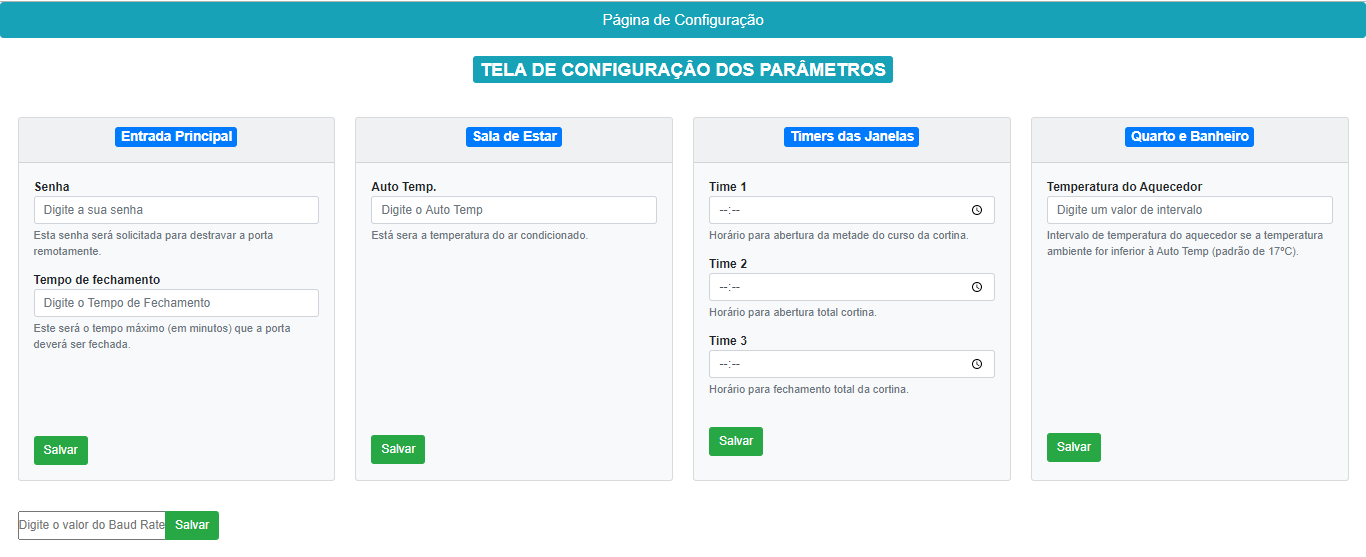 Página de Configuração
TELA DE CONFIGURAÇÃO DOS PARÂMETROS
Entrada Principal
Senha
Digite a sua senha
Esta senha será solicitada para destravar a porta
remotamente.
Tempo de fechamento
Digite o Tempo de Fechamento
Este será o tempo máximo (em minutos) que a porta
deverá ser fechada.
Salvar
Sala de Estar
Auto Temp.
Digite o Auto Temp
Está sera a temperatura do ar condicionado.
Salvar
Timers das Janelas
Time 1
--:--
Horário para abertura da metade do curso da cortina.
Time 2
--:--
Horário para abertura total cortina.
Time 3
--:--
Horário para fechamento total da cortina.
Salvar
Quarto e Banheiro
Temperatura do Aquecedor
Digite um valor de intervalo
Intervalo de temperatura do aquecedor se a temperatura
ambiente for inferior à Auto Temp (padrão de 17ºC).
Salvar
Digite o valor do Baud Rate
Salvar